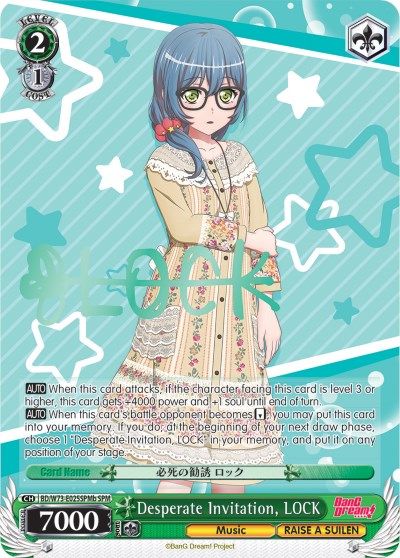 LEVEL
2
1
COST
LOCK
AUTO When this card attacks, if the character facing this card is level 3 or
higher, this card gets +4000 power and +1 soul until end of turn.
AUTO When this card's battle opponent becomes, you may put this card
into your memory. If you do, at the beginning of your next draw phase,
choose 1 "Desperate Invitation, LOCK" in your memory, and put it on any
position of your stage.
Card Name
必死の勧誘 ロック
CH BD/W73-E025SPMb SPM
Desperate Invitation, LOCK
BanG Dream!
POWER
7000
SOUL
Music
RAISE A SUILEN
©BanG Dream! Project